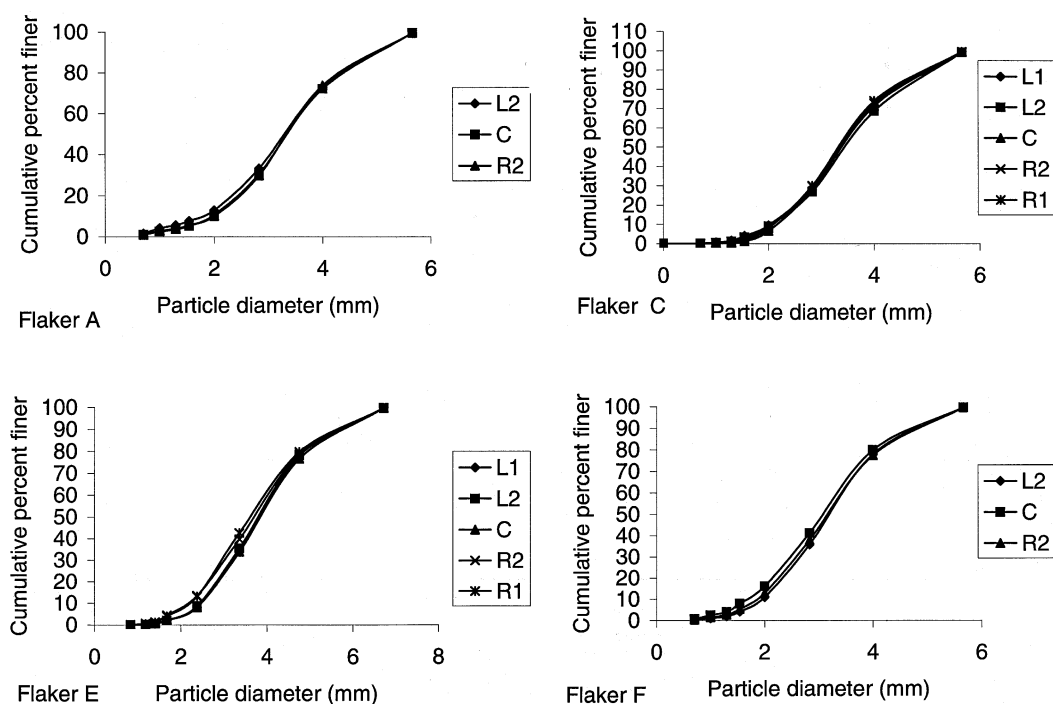 Cumulative percent finer
100
80
60
40
20
0
0 2 4 6
Particle diameter (mm)
Flaker A
L2
C
R2
Cumulative percent finer
110
100
90
80
70
60
50
40
30
20
10
0
0 2 4 6
Particle diameter (mm)
Flaker C
L1
L2
C
R2
R1
Cumulative percent finer
100
90
80
70
60
50
40
30
20
10
0
0 2 4 6 8
Particle diameter (mm)
Flaker E
L1
L2
C
R2
R1
Cumulative percent finer
100
90
80
70
60
50
40
30
20
10
0
0 2 4 6
Particle diameter (mm)
Flaker F
L2
C
R2